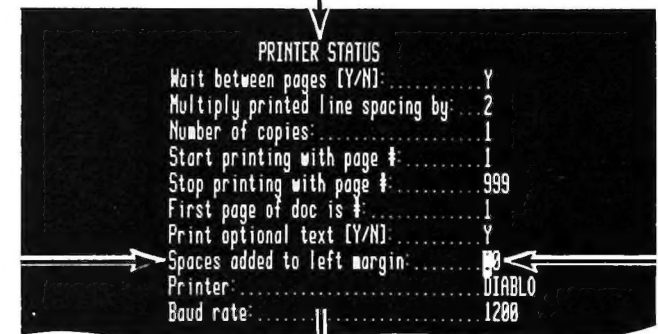 PRINTER STATUS
Wait between pages [Y/N]:............Y
Multiply printed line spacing by:...2
Number of copies:.....................1
Start printing with page #:..........1
Stop printing with page #:..........999
First page of doc is #:...............1
Print optional text [Y/N]:...........Y
Spaces added to left margin:.......
Printer:...............................DIABLO
Baud rate:............................1200